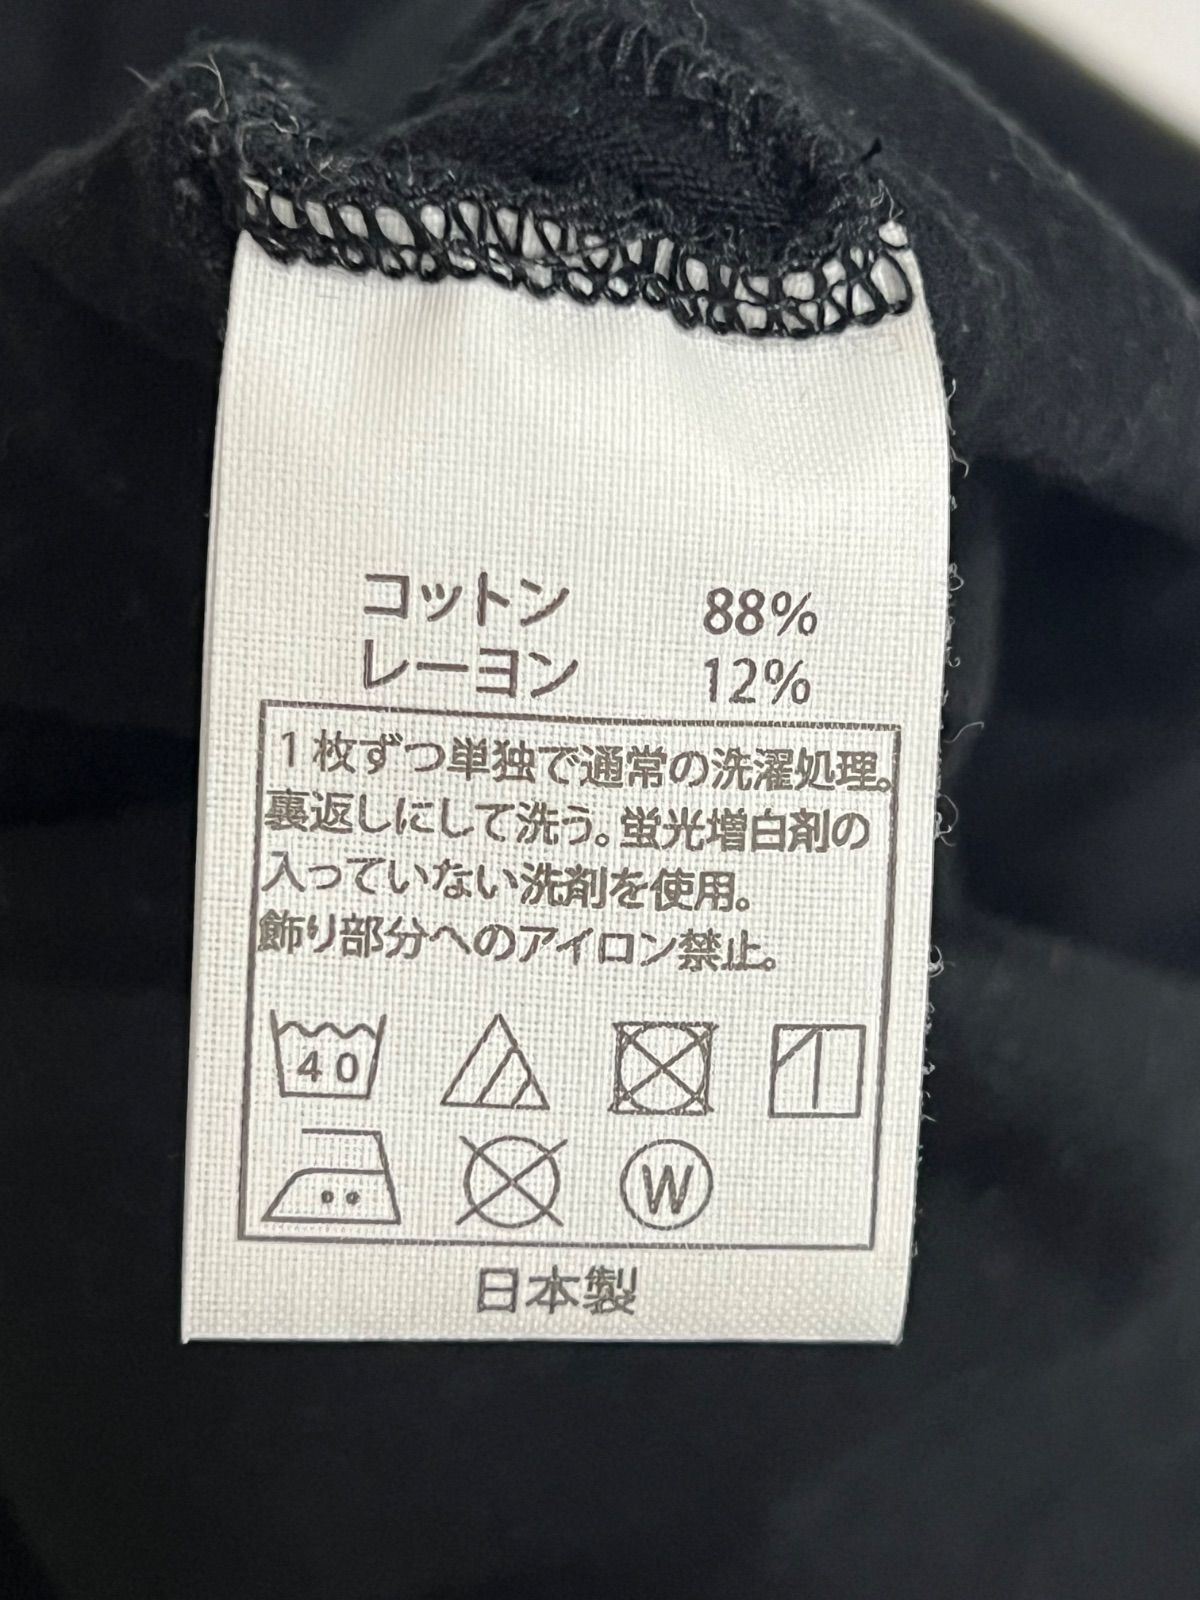 コットン 88%
レーヨン 12%
1枚ずつ単独で通常の洗濯処理。
裏返しにして洗う。蛍光増白剤の
入っていない洗剤を使用。
飾り部分へのアイロン禁止。
40
W
日本製